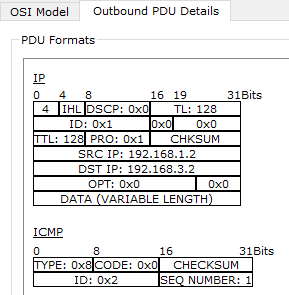 OSI Model Outbound PDU Details
PDU Formats
IP
0 4 8 16 19 31Bits
4 IHL DSCP: 0x0 TL: 128
ID: 0x1 0x0 0x0
TTL: 128 PRO: 0x1 CHKSUM
SRC IP: 192.168.1.2
DST IP: 192.168.3.2
OPT: 0x0 0x0
DATA (VARIABLE LENGTH)
ICMP
0 8 16 31Bits
TYPE: 0x8 CODE: 0x0 CHECKSUM
ID: 0x2 SEQ NUMBER: 1